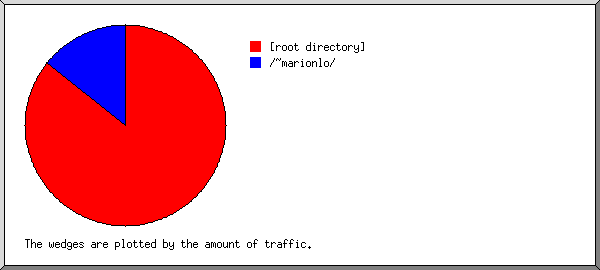 [root directory]
/~marionlo/
The wedges are plotted by the amount of traffic.